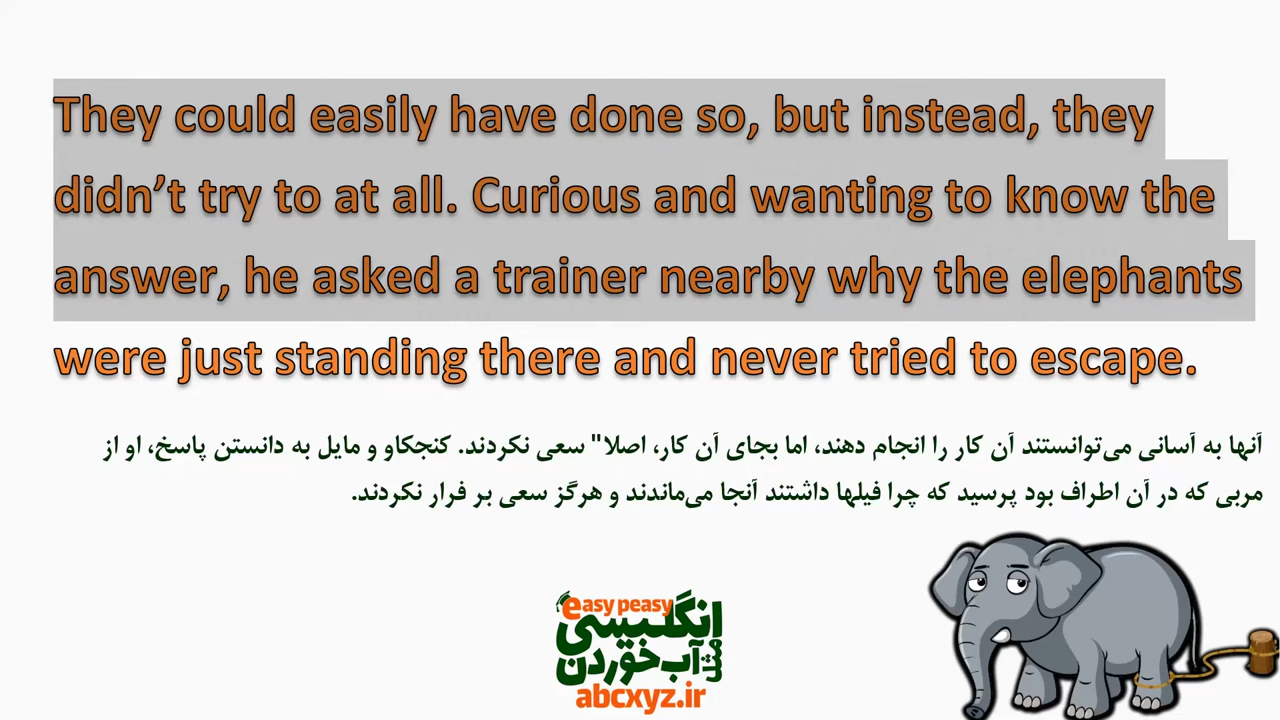 They could easily have done so, but instead, they
didn’t try to at all. Curious and wanting to know the
answer, he asked a trainer nearby why the elephants
were just standing there and never tried to escape.
آنها به آسانی می‌توانستند آن کار را انجام دهند، اما بجای آن کار، اصلا" سعی نکردند. کنجکاو و مایل به دانستن پاسخ، او از
مربی که در آن اطراف بود پرسید که چرا فیلها داشتند آنجا می‌ماندند و هرگز سعی بر فرار نکردند.
easy peasy
انگلیسی
مثل آب خوردن
abcxyz.ir